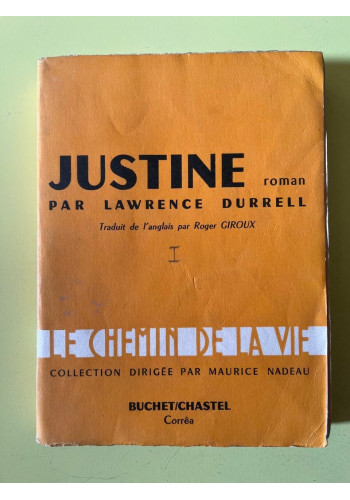 JUSTINE roman
PAR LAWRENCE DURRELL
Traduit de l'anglais par Roger GIROUX
I
LE CHEMIN DE LA VIE
COLLECTION DIRIGÉE PAR MAURICE NADEAU
BUCHET/CHASTEL
Corrêa